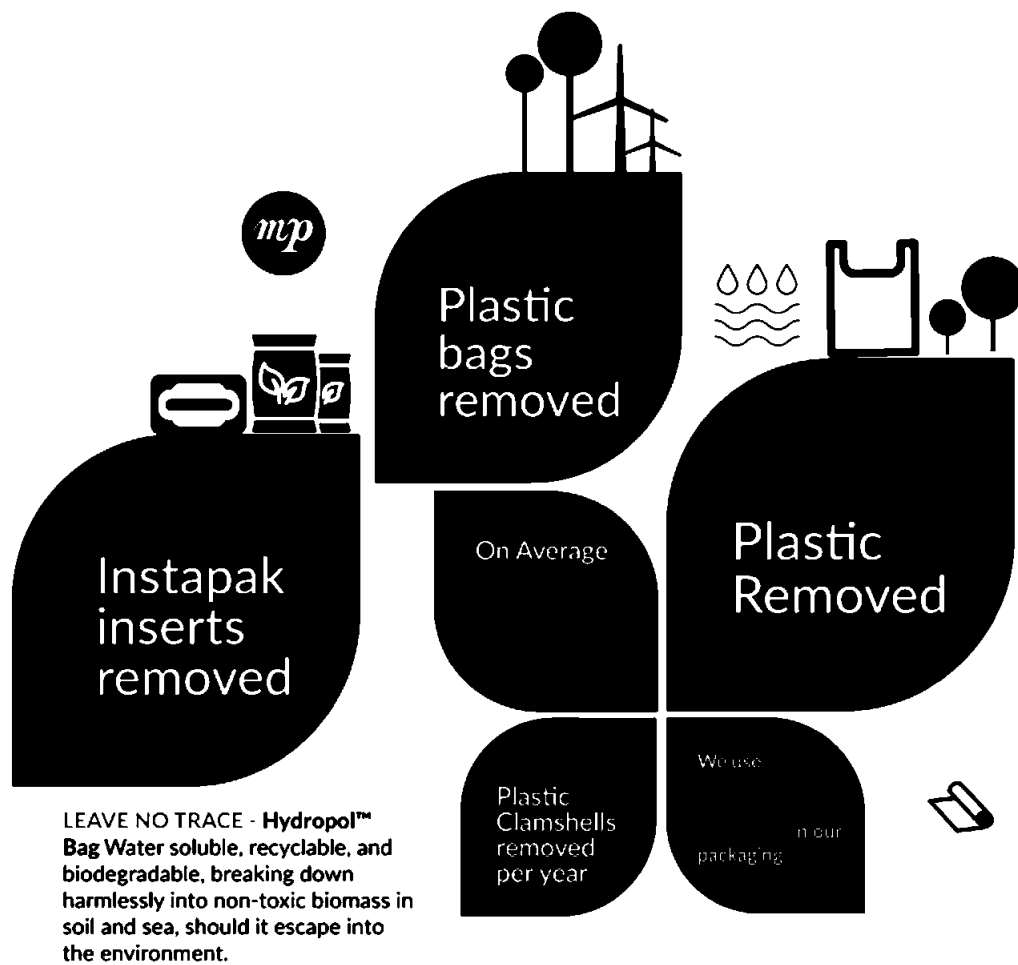 mp
Plastic
bags
removed
Instapak
inserts
removed
On Average
Plastic
Removed
Plastic
Clamshells
removed
per year
We use
n our
packaging
LEAVE NO TRACE - Hydropol™
Bag Water soluble, recyclable, and
biodegradable, breaking down
harmlessly into non-toxic biomass in
soil and sea, should it escape into
the environment.